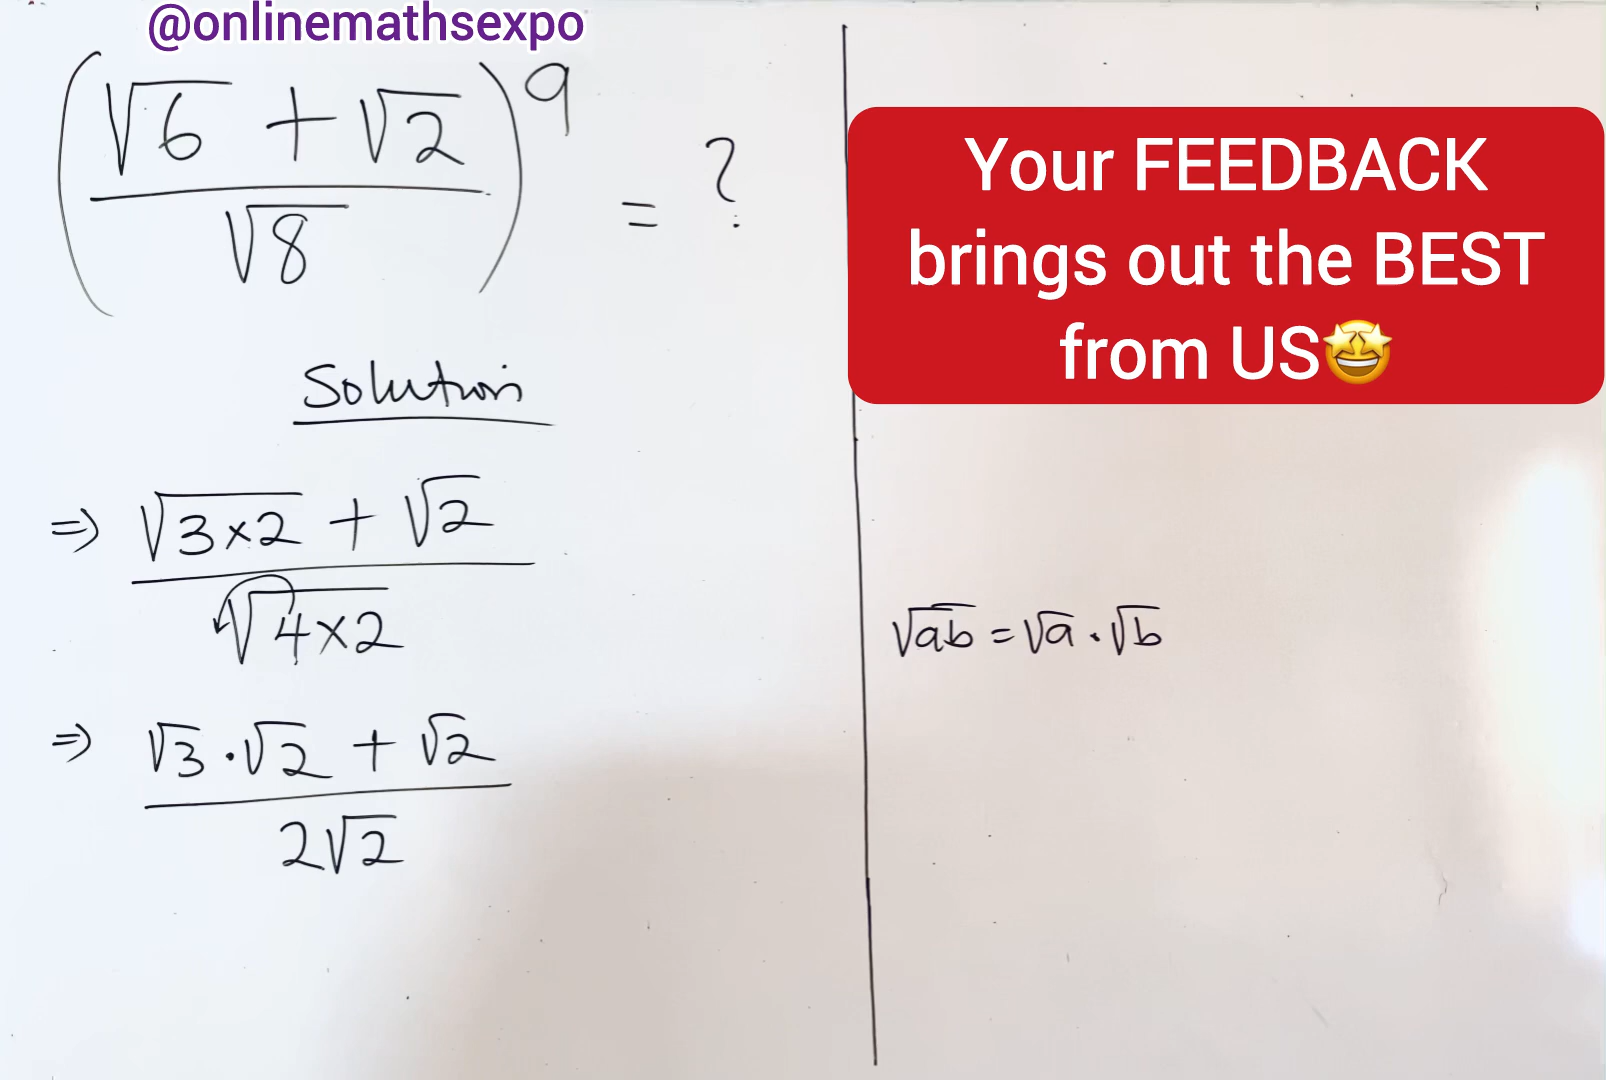 @onlinemathsexpo
(√6 + √2 / √8)^9 = ?
Your FEEDBACK
brings out the BEST
from US🤩
Solution
⇒ √3×2 + √2 / √4×2
√ab = √a · √b
⇒ √3 · √2 + √2 / 2√2